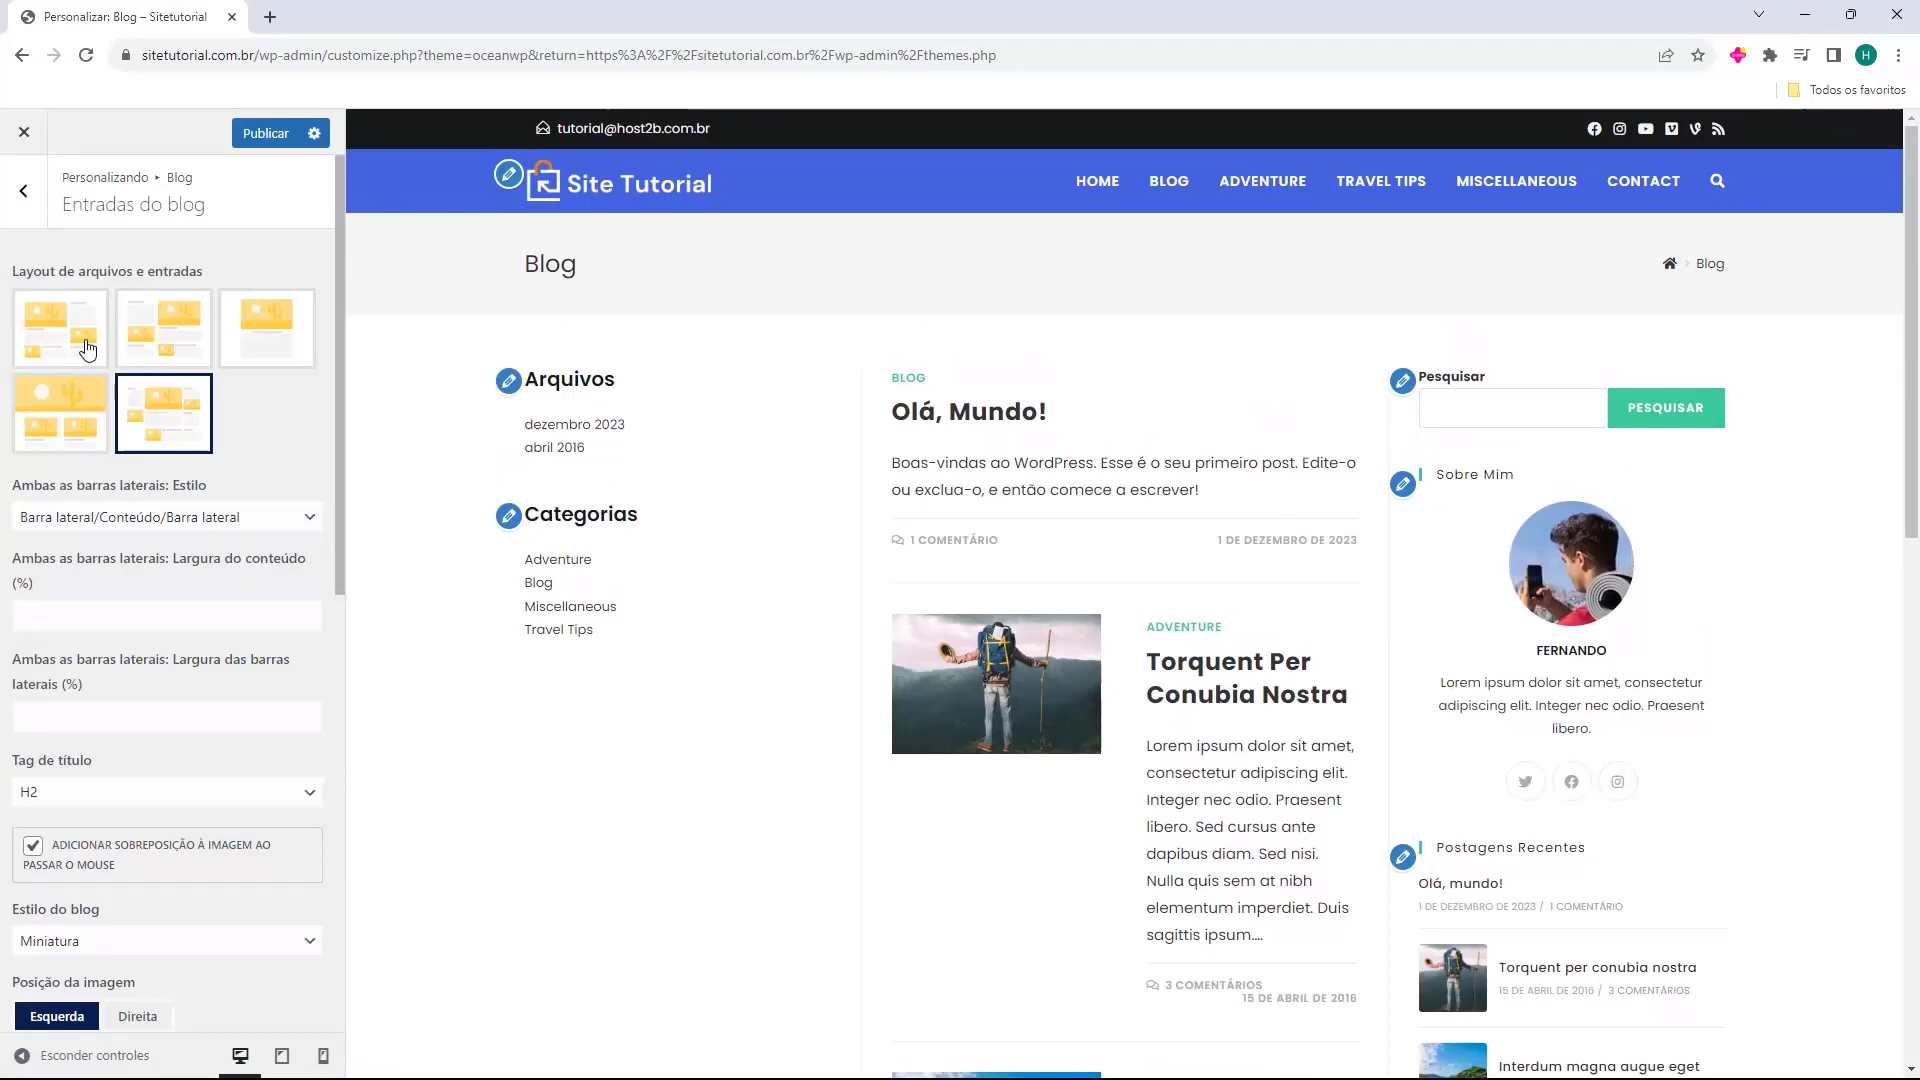 Personalizar: Blog – Sitetutorial
sitetutorial.com.br/wp-admin/customize.php?theme=oceanwp&return=https%3A%2F%2Fsitetutorial.com.br%2Fwp-admin%2Fthemes.php
H
Todos os favoritos
Publicar
Personalizando ▸ Blog
Entradas do blog
Layout de arquivos e entradas
Ambas as barras laterais: Estilo
Barra lateral/Conteúdo/Barra lateral
Ambas as barras laterais: Largura do conteúdo
(%)
Ambas as barras laterais: Largura das barras
laterais (%)
Tag de título
H2
ADICIONAR SOBREPOSIÇÃO À IMAGEM AO
PASSAR O MOUSE
Estilo do blog
Miniatura
Posição da imagem
Esquerda Direita
Esconder controles
tutorial@host2b.com.br
Site Tutorial
HOME BLOG ADVENTURE TRAVEL TIPS MISCELLANEOUS CONTACT
Blog
Blog
Arquivos
dezembro 2023
abril 2016
Categorias
Adventure
Blog
Miscellaneous
Travel Tips
BLOG
Olá, Mundo!
Boas-vindas ao WordPress. Esse é o seu primeiro post. Edite-o
ou exclua-o, e então comece a escrever!
1 COMENTÁRIO 1 DE DEZEMBRO DE 2023
ADVENTURE
Torquent Per
Conubia Nostra
Lorem ipsum dolor sit amet,
consectetur adipiscing elit.
Integer nec odio. Praesent
libero. Sed cursus ante
dapibus diam. Sed nisi.
Nulla quis sem at nibh
elementum imperdiet. Duis
sagittis ipsum....
3 COMENTÁRIOS
15 DE ABRIL DE 2016
Pesquisar
PESQUISAR
Sobre Mim
FERNANDO
Lorem ipsum dolor sit amet, consectetur
adipiscing elit. Integer nec odio. Praesent
libero.
Postagens Recentes
Olá, mundo!
1 DE DEZEMBRO DE 2023 / 1 COMENTÁRIO
Torquent per conubia nostra
15 DE ABRIL DE 2016 / 3 COMENTÁRIOS
Interdum magna augue eget